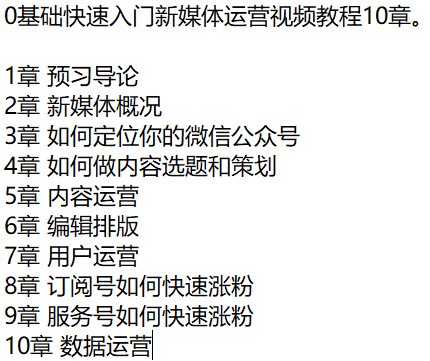 0基础快速入门新媒体运营视频教程10章。
1章 预习导论
2章 新媒体概况
3章 如何定位你的微信公众号
4章 如何做内容选题和策划
5章 内容运营
6章 编辑排版
7章 用户运营
8章 订阅号如何快速涨粉
9章 服务号如何快速涨粉
10章 数据运营